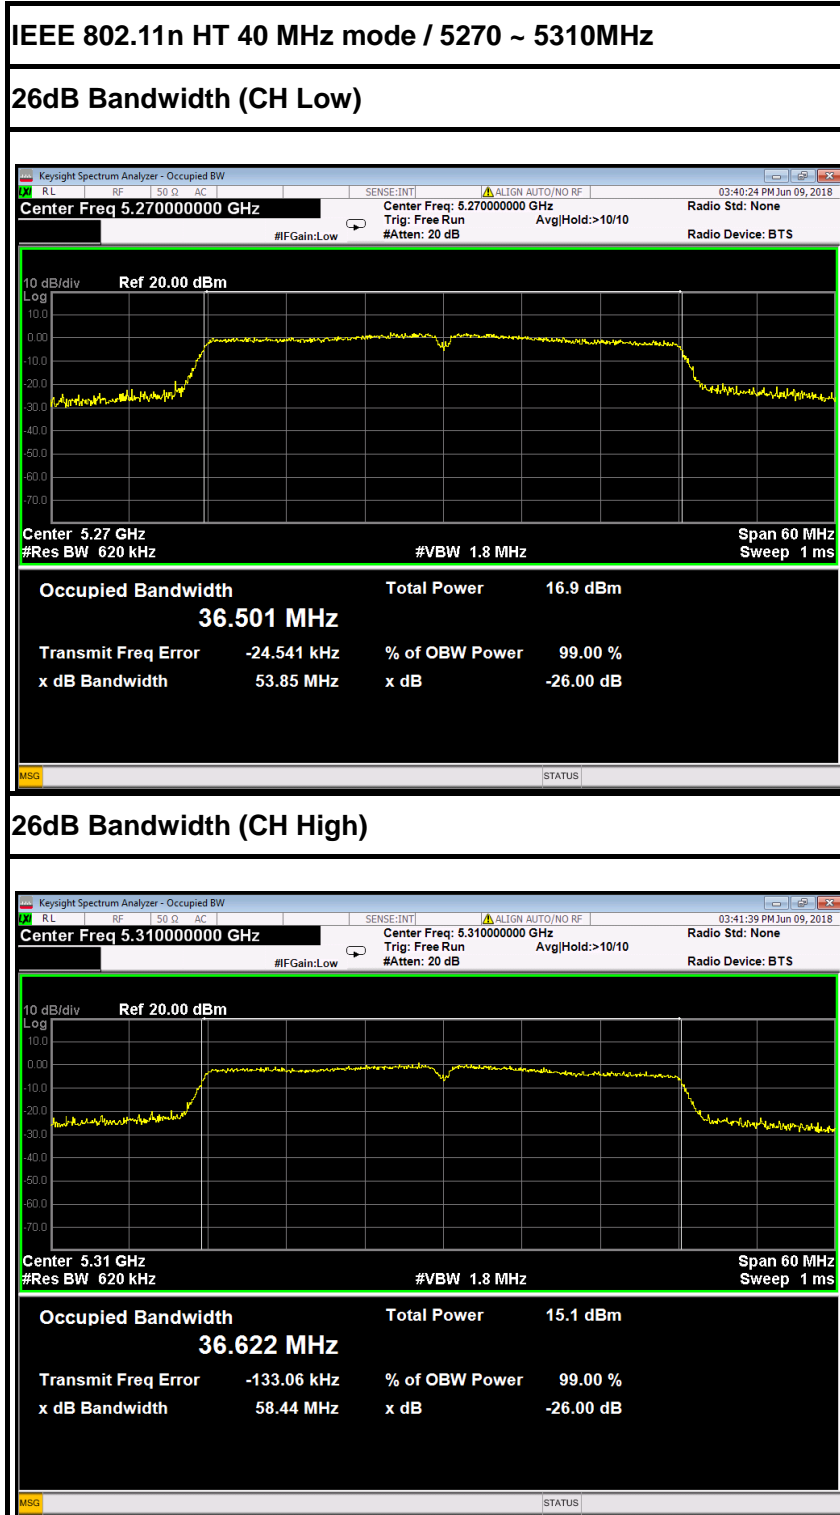 IEEE 802.11n HT 40 MHz mode / 5270 ~ 5310MHz
26dB Bandwidth (CH Low)
Keysight Spectrum Analyzer - Occupied BW
LXI RL RF 50 Ω AC SENSE:INT ALIGN AUTO/NO RF 03:40:24 PM Jun 09, 2018
Center Freq 5.270000000 GHz Center Freq: 5.270000000 GHz Radio Std: None
Trig: Free Run Avg|Hold:>10/10
#IFGain:Low #Atten: 20 dB Radio Device: BTS
10 dB/div Ref 20.00 dBm
Log
10.0
0.00
-10.0
-20.0
-30.0
-40.0
-50.0
-60.0
-70.0
Center 5.27 GHz Span 60 MHz
#Res BW 620 kHz #VBW 1.8 MHz Sweep 1 ms
Occupied Bandwidth Total Power 16.9 dBm
36.501 MHz
Transmit Freq Error -24.541 kHz % of OBW Power 99.00 %
x dB Bandwidth 53.85 MHz x dB -26.00 dB
MSG STATUS
26dB Bandwidth (CH High)
Keysight Spectrum Analyzer - Occupied BW
LXI RL RF 50 Ω AC SENSE:INT ALIGN AUTO/NO RF 03:41:39 PM Jun 09, 2018
Center Freq 5.310000000 GHz Center Freq: 5.310000000 GHz Radio Std: None
Trig: Free Run Avg|Hold:>10/10
#IFGain:Low #Atten: 20 dB Radio Device: BTS
10 dB/div Ref 20.00 dBm
Log
10.0
0.00
-10.0
-20.0
-30.0
-40.0
-50.0
-60.0
-70.0
Center 5.31 GHz Span 60 MHz
#Res BW 620 kHz #VBW 1.8 MHz Sweep 1 ms
Occupied Bandwidth Total Power 15.1 dBm
36.622 MHz
Transmit Freq Error -133.06 kHz % of OBW Power 99.00 %
x dB Bandwidth 58.44 MHz x dB -26.00 dB
MSG STATUS